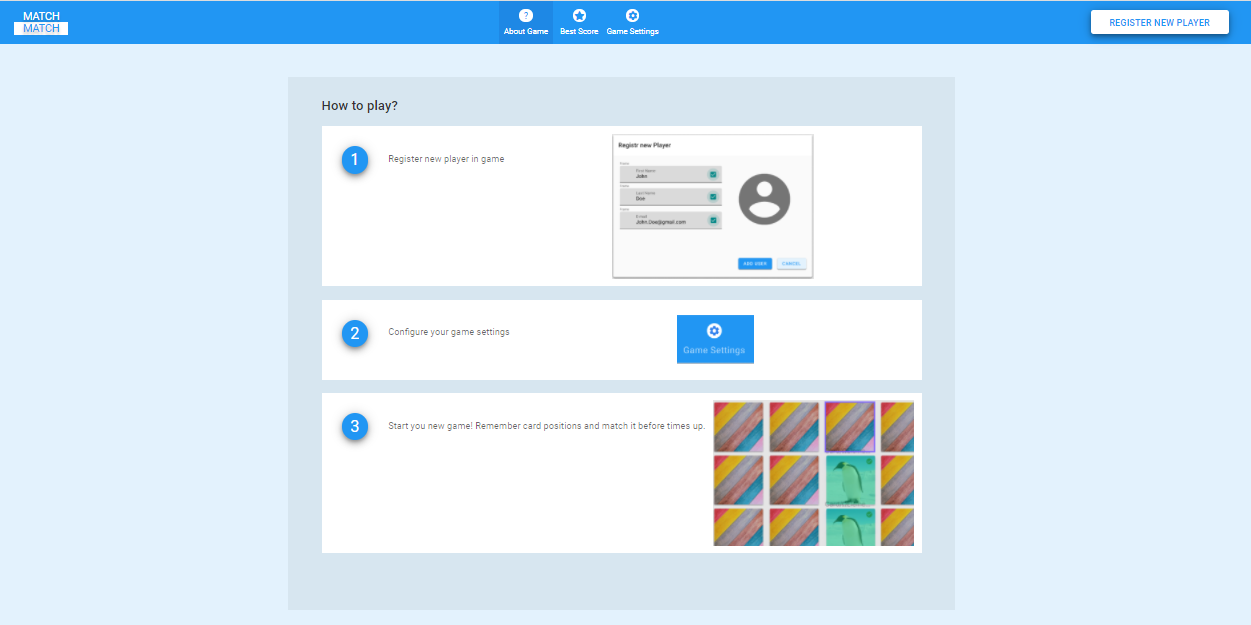 MATCH
MATCH
?
About Game
Best Score
Game Settings
REGISTER NEW PLAYER
How to play?
1
Register new player in game
Registr new Player
First Name
John
Last Name
Doe
E-mail
John.Doe@gmail.com
ADD USER
CANCEL
2
Configure your game settings
Game Settings
3
Start you new game! Remember card positions and match it before times up.